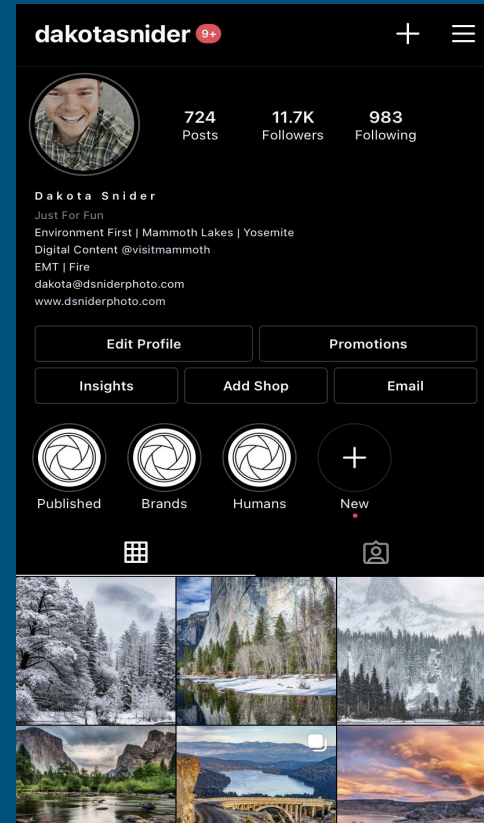 dakotasnider 9+
724 11.7K 983
Posts Followers Following
Dakota Snider
Just For Fun
Environment First | Mammoth Lakes | Yosemite
Digital Content @visitmammoth
EMT | Fire
dakota@dsniderphoto.com
www.dsniderphoto.com
Edit Profile Promotions
Insights Add Shop Email
Published Brands Humans New